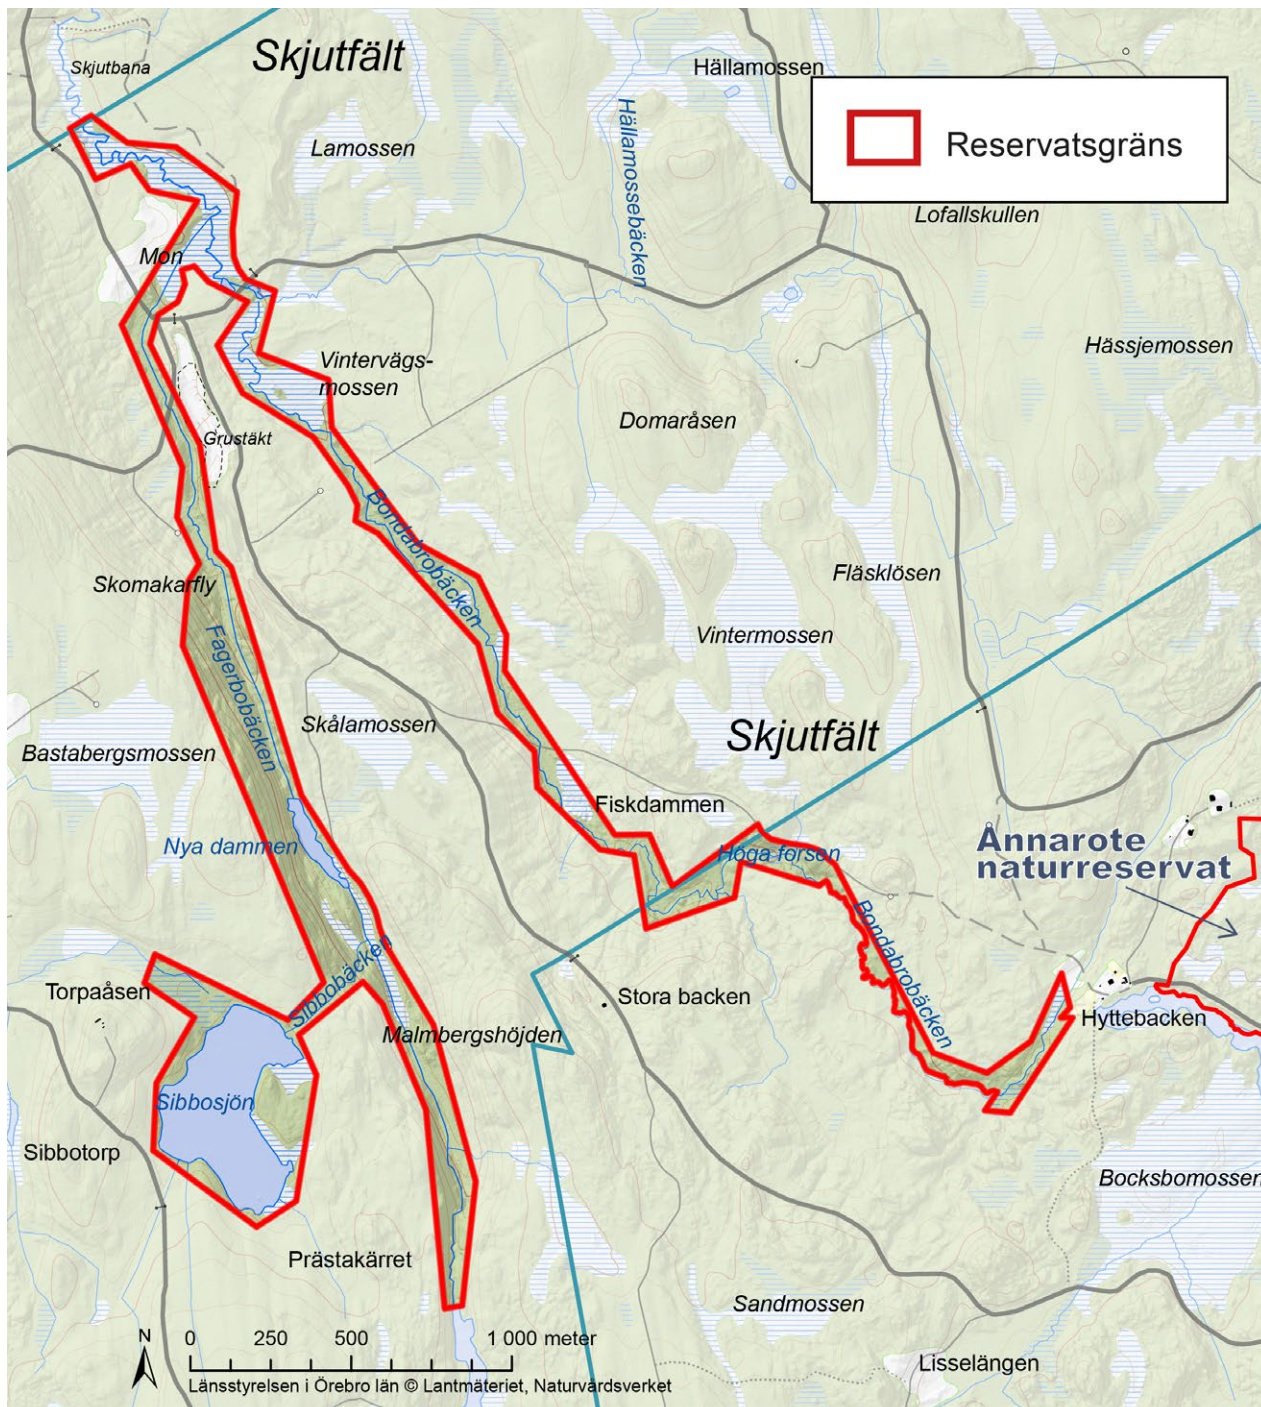 Skjutfält
Skjutbana
Hällamossen
Reservatsgräns
Lamossen
Hällamossebäcken
Lofallskullen
Mon
Hässjemossen
Vintervägs-
mossen
Domaråsen
Grustäkt
Bondabrobäcken
Fläsklösen
Skomakarfly
Vintermossen
Fagerbobäcken
Skålamossen
Skjutfält
Bastabergsmossen
Fiskdammen
Nya dammen
Höga forsen
Annarote
naturreservat
Bondabrobäcken
Sibbobäcken
Torpaåsen
Stora backen
Hyttebacken
Malmbergshöjden
Sibbosjön
Sibbotorp
Bocksbomossen
Prästakärret
Sandmossen
N
0 250 500 1 000 meter
Lisselängen
Länsstyrelsen i Örebro län © Lantmäteriet, Naturvårdsverket